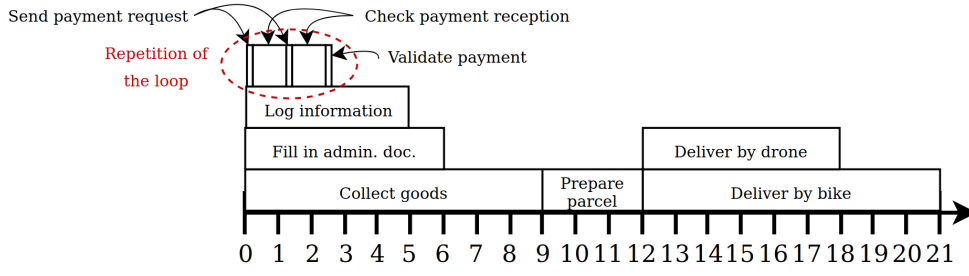 Send payment request
Check payment reception
Repetition of
the loop
Validate payment
Log information
Fill in admin. doc.
Deliver by drone
Collect goods
Prepare
parcel
Deliver by bike
0 1 2 3 4 5 6 7 8 9 10 11 12 13 14 15 16 17 18 19 20 21